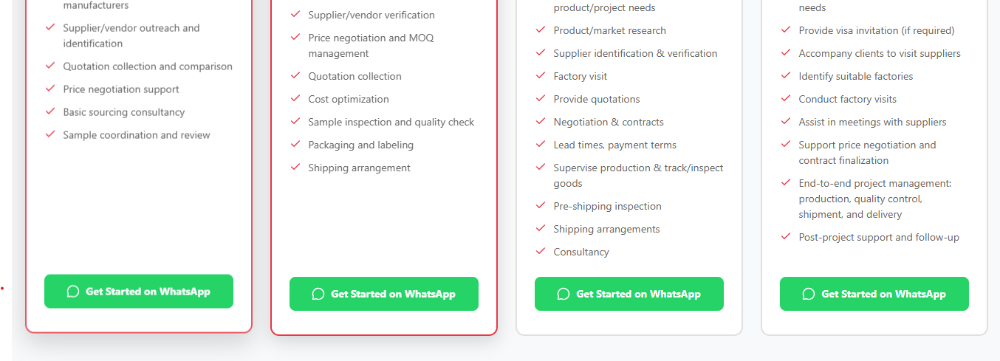 manufacturers
Supplier/vendor outreach and
identification
Quotation collection and comparison
Price negotiation support
Basic sourcing consultancy
Sample coordination and review
Get Started on WhatsApp
Supplier/vendor verification
Price negotiation and MOQ
management
Quotation collection
Cost optimization
Sample inspection and quality check
Packaging and labeling
Shipping arrangement
Get Started on WhatsApp
product/project needs
Product/market research
Supplier identification & verification
Factory visit
Provide quotations
Negotiation & contracts
Lead times, payment terms
Supervise production & track/inspect
goods
Pre-shipping inspection
Shipping arrangements
Consultancy
Get Started on WhatsApp
needs
Provide visa invitation (if required)
Accompany clients to visit suppliers
Identify suitable factories
Conduct factory visits
Assist in meetings with suppliers
Support price negotiation and
contract finalization
End-to-end project management:
production, quality control,
shipment, and delivery
Post-project support and follow-up
Get Started on WhatsApp